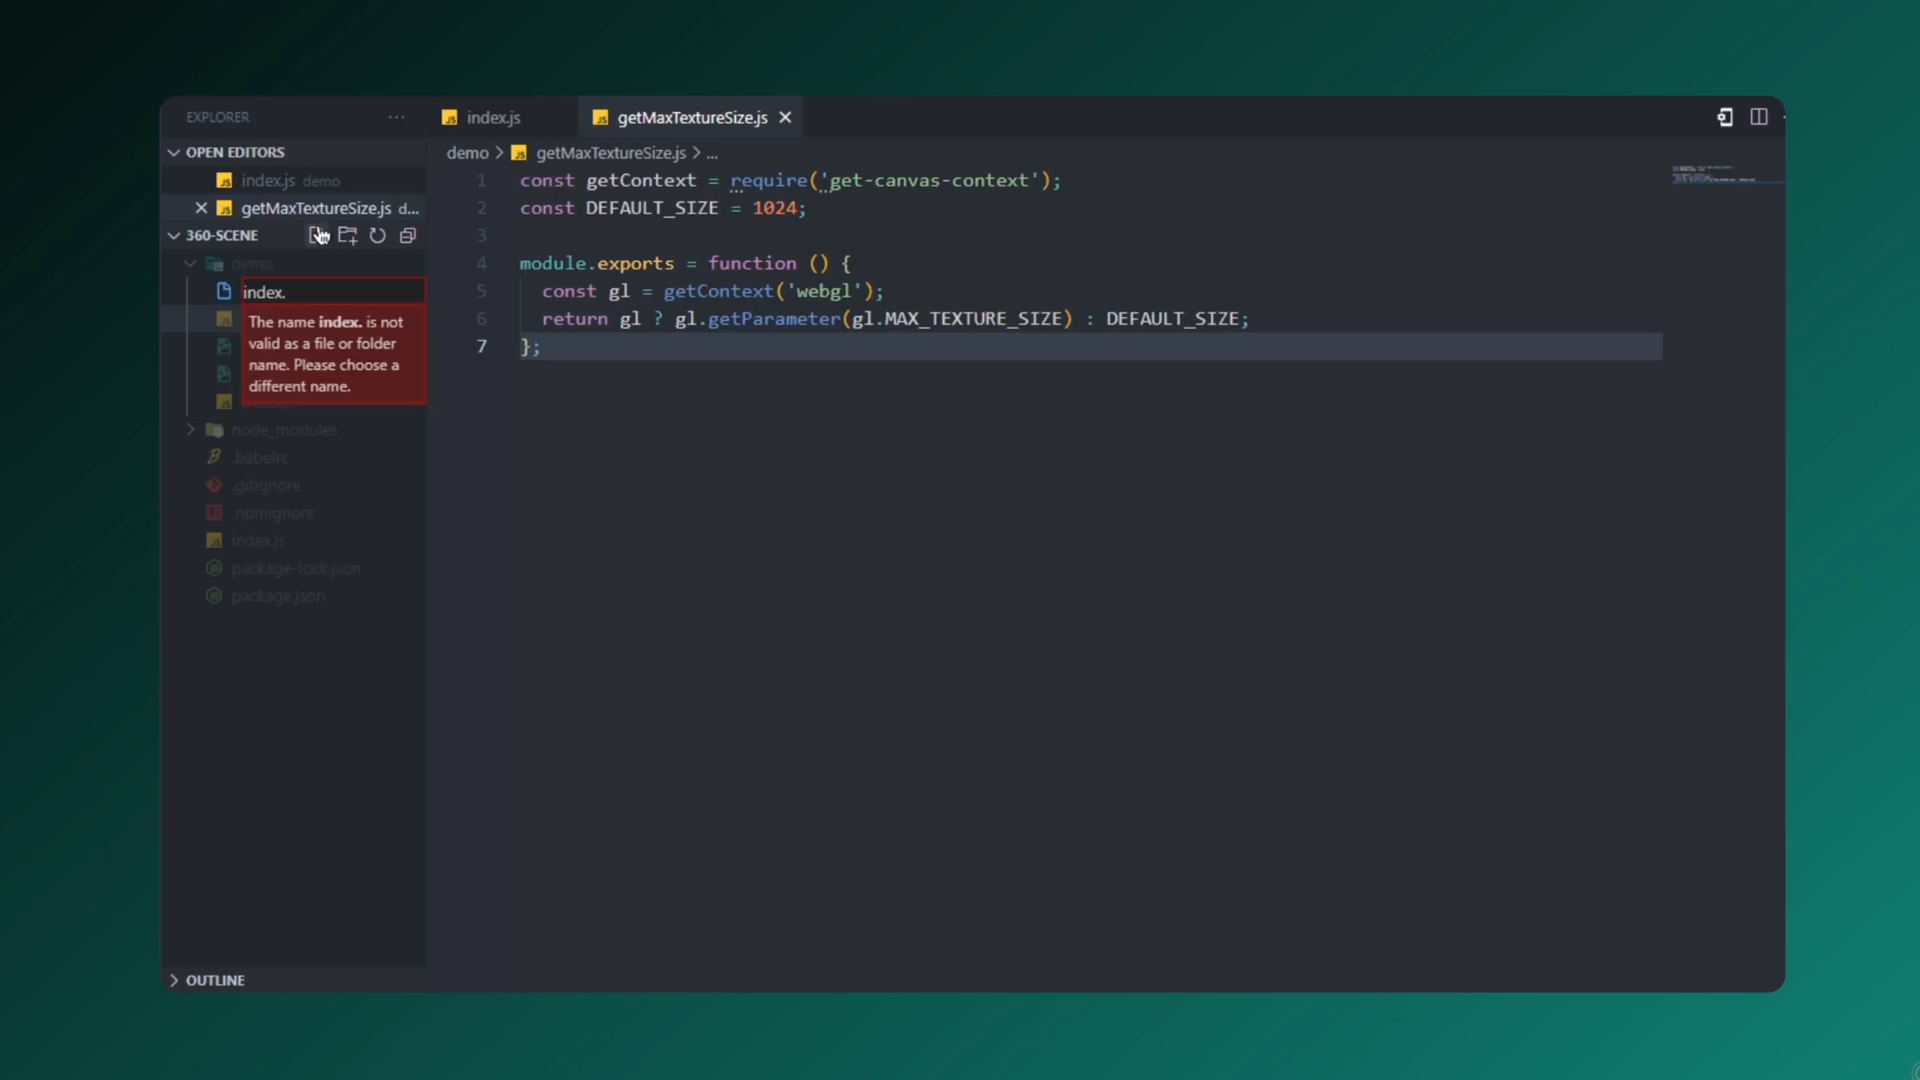 EXPLORER
index.js
getMaxTextureSize.js
OPEN EDITORS
index.js demo
getMaxTextureSize.js d...
360-SCENE
demo
index.
The name index. is not
valid as a file or folder
name. Please choose a
different name.
node_modules
.babelrc
.gitignore
.npmignore
index.js
package-lock.json
package.json
OUTLINE
demo > getMaxTextureSize.js > ...
1 const getContext = require('get-canvas-context');
2 const DEFAULT_SIZE = 1024;
3
4 module.exports = function () {
5 const gl = getContext('webgl');
6 return gl ? gl.getParameter(gl.MAX_TEXTURE_SIZE) : DEFAULT_SIZE;
7 };